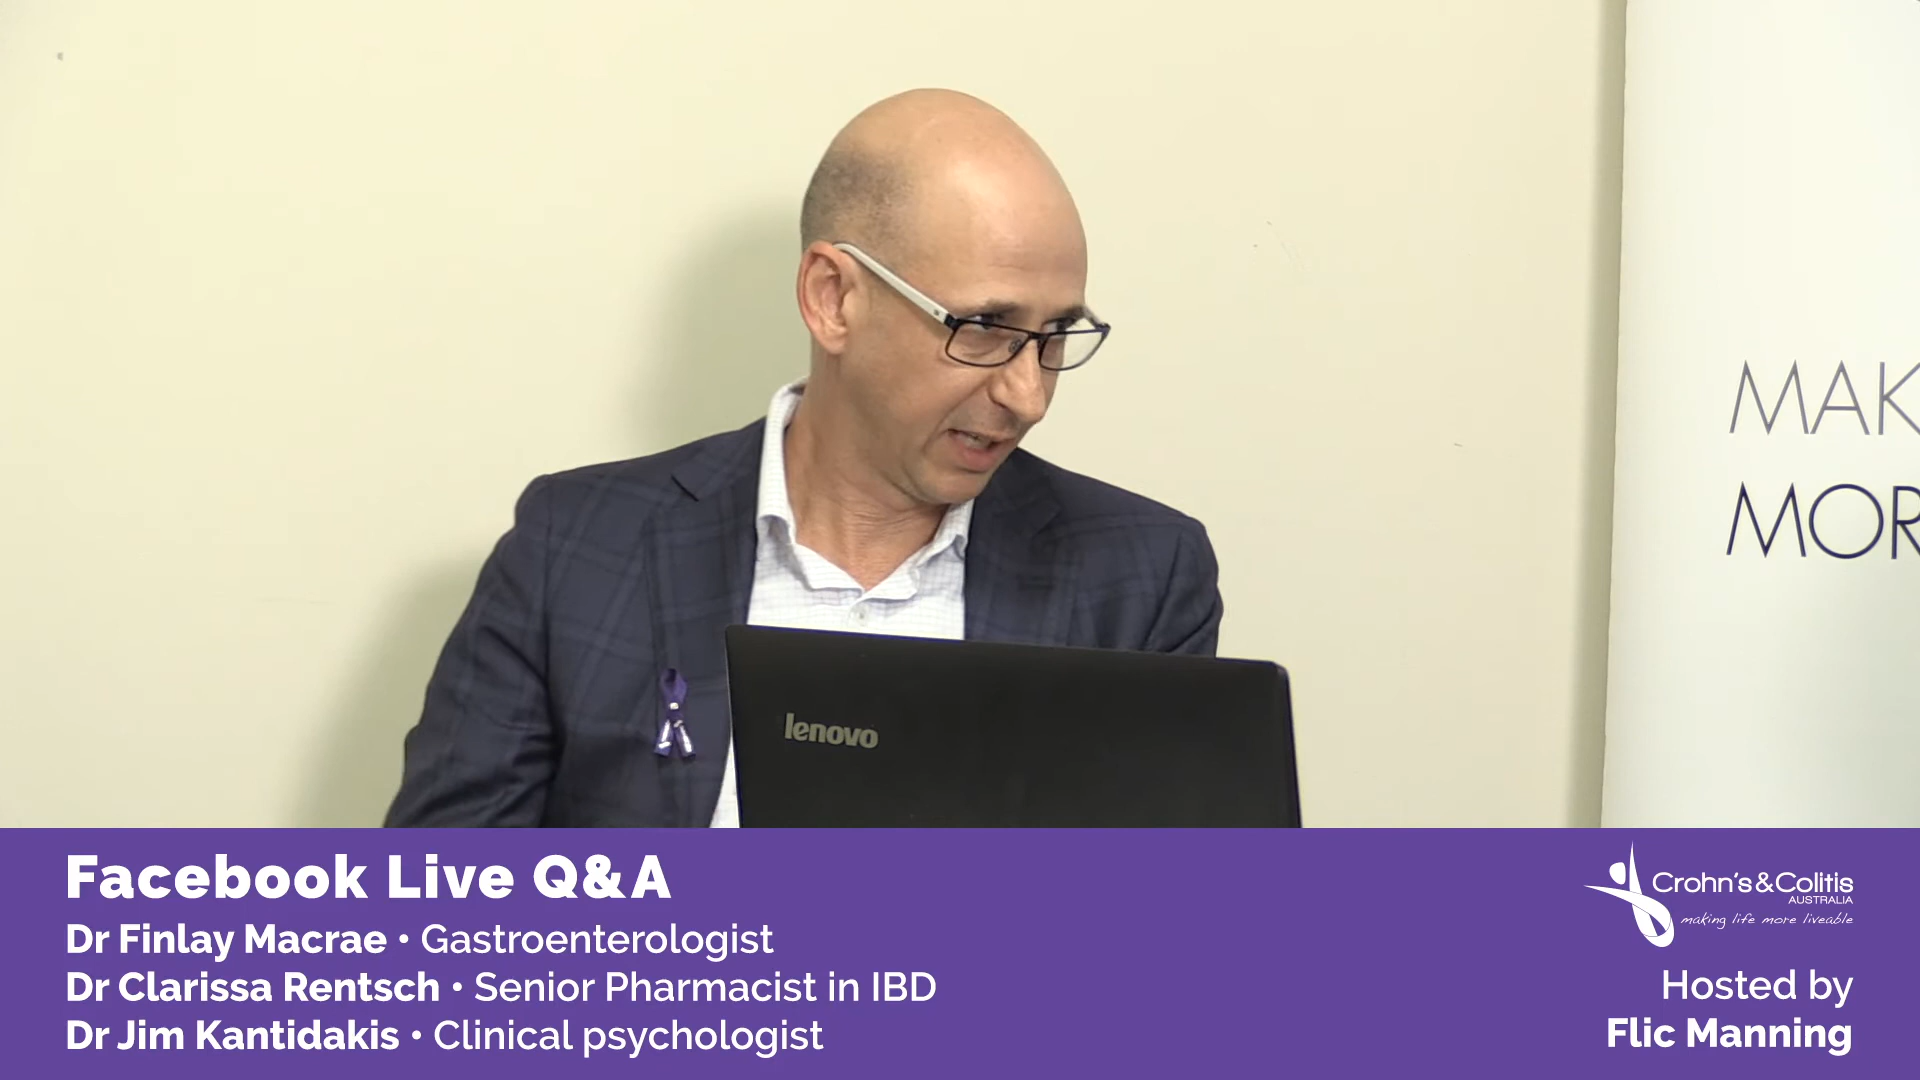 MAK
MOR
lenovo
Facebook Live Q&A
Dr Finlay Macrae • Gastroenterologist
Dr Clarissa Rentsch • Senior Pharmacist in IBD
Dr Jim Kantidakis • Clinical psychologist
Crohn's & Colitis
AUSTRALIA
making life more liveable
Hosted by
Flic Manning